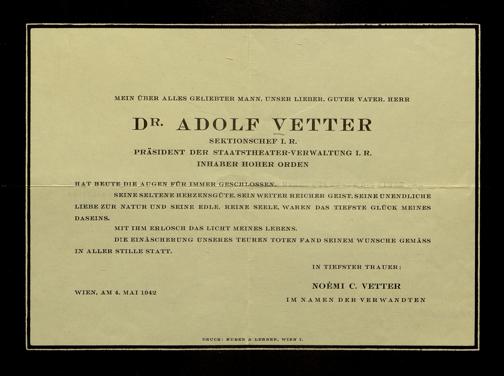 MEIN ÜBER ALLES GELIEBTER MANN, UNSER LIEBER, GUTER VATER, HERR
DR. ADOLF VETTER
SEKTIONSCHEF I. R.
PRÄSIDENT DER STAATSTHEATER-VERWALTUNG I. R.
INHABER HOHER ORDEN
HAT HEUTE DIE AUGEN FÜR IMMER GESCHLOSSEN.
SEINE SELTENE HERZENSGÜTE, SEIN WEITER REICHER GEIST, SEINE UNENDLICHE
LIEBE ZUR NATUR UND SEINE EDLE, REINE SEELE, WAREN DAS TIEFSTE GLÜCK MEINES
DASEINS.
MIT IHM ERLOSCH DAS LICHT MEINES LEBENS.
DIE EINÄSCHERUNG UNSERES TEUREN TOTEN FAND SEINEM WUNSCHE GEMÄSS
IN ALLER STILLE STATT.
IN TIEFSTER TRAUER:
NOËMI C. VETTER
IM NAMEN DER VERWANDTEN
WIEN, AM 4. MAI 1942
DRUCK: HUBER & LERNER, WIEN I.